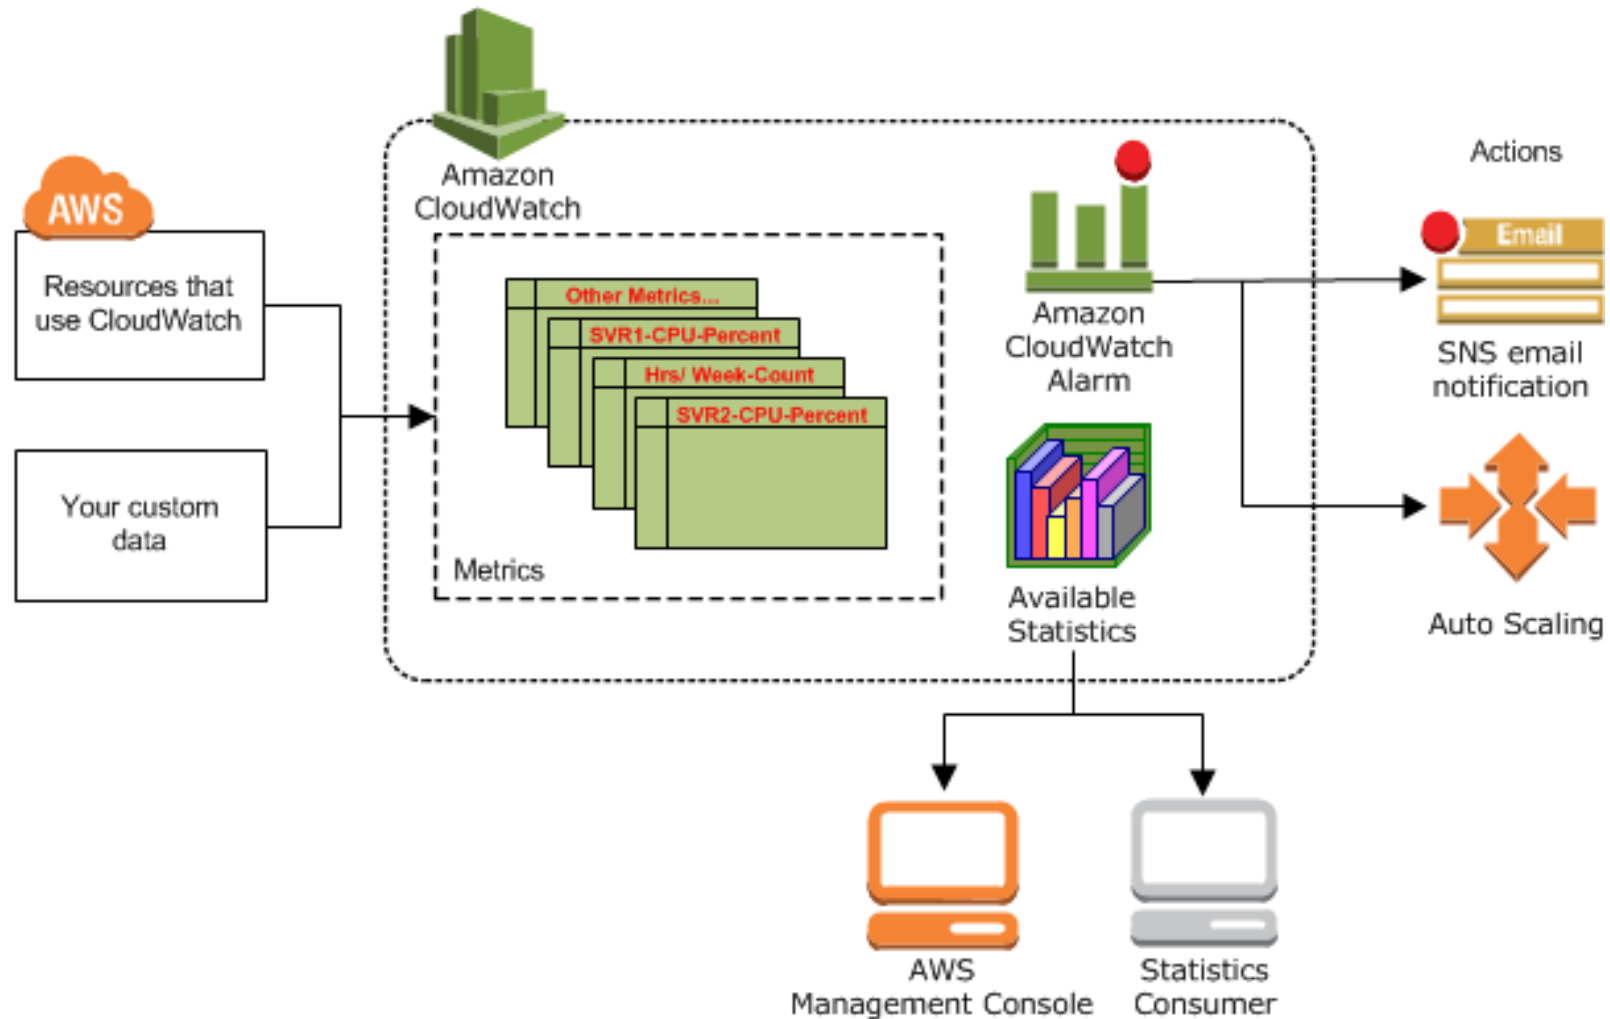 Amazon
CloudWatch
AWS
Resources that
use CloudWatch
Your custom
data
Other Metrics...
SVR1-CPU-Percent
Hrs/ Week-Count
SVR2-CPU-Percent
Metrics
Amazon
CloudWatch
Alarm
Available
Statistics
Actions
Email
SNS email
notification
Auto Scaling
AWS
Management Console
Statistics
Consumer